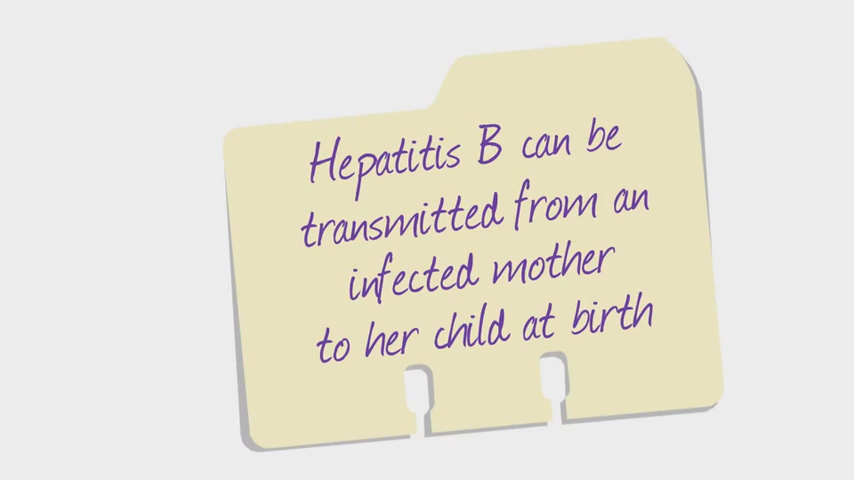 Hepatitis B can be
transmitted from an
infected mother
to her child at birth